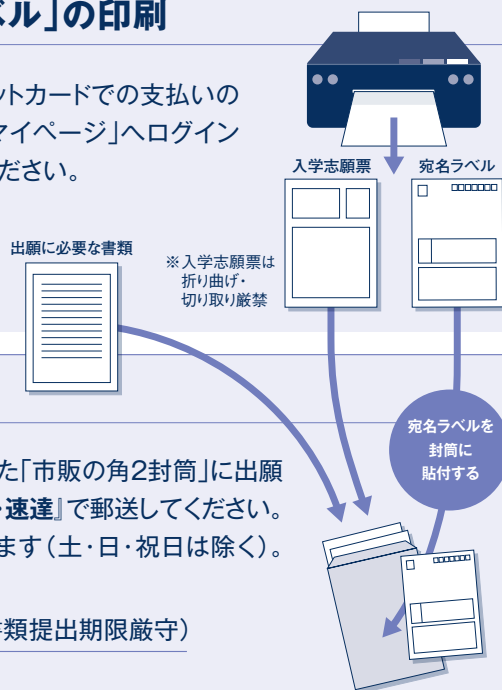 ベル」の印刷
ットカードでの支払いの
マイページ」へログイン
ださい。
入学志願票
宛名ラベル
出願に必要な書類
※入学志願票は
折り曲げ・
切り取り厳禁
宛名ラベルを
封筒に
貼付する
た「市販の角2封筒」に出願
・速達』で郵送してください。
ます（土・日・祝日は除く）。
類提出期限厳守）